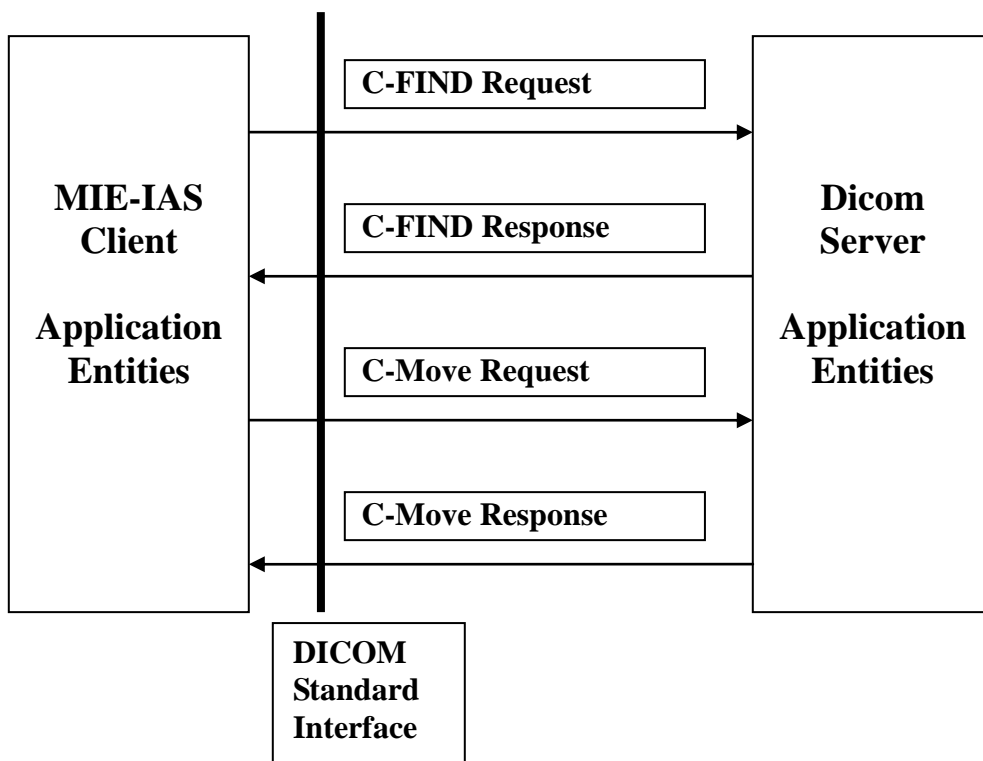 C-FIND Request
MIE-IAS
Client
Application
Entities
C-FIND Response
Dicom
Server
Application
Entities
C-Move Request
C-Move Response
DICOM
Standard
Interface